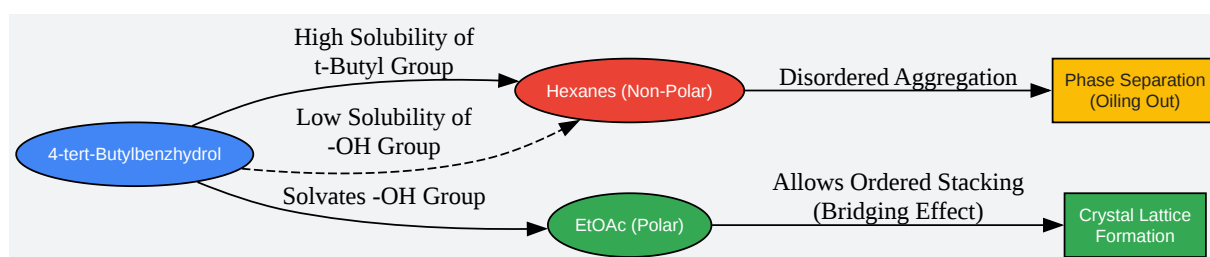 High Solubility of
t-Butyl Group
Hexanes (Non-Polar)
Disordered Aggregation
Phase Separation
(Oiling Out)
Low Solubility of
-OH Group
4-tert-Butylbenzhydrol
Solvates -OH Group
EtOAc (Polar)
Allows Ordered Stacking
(Bridging Effect)
Crystal Lattice
Formation